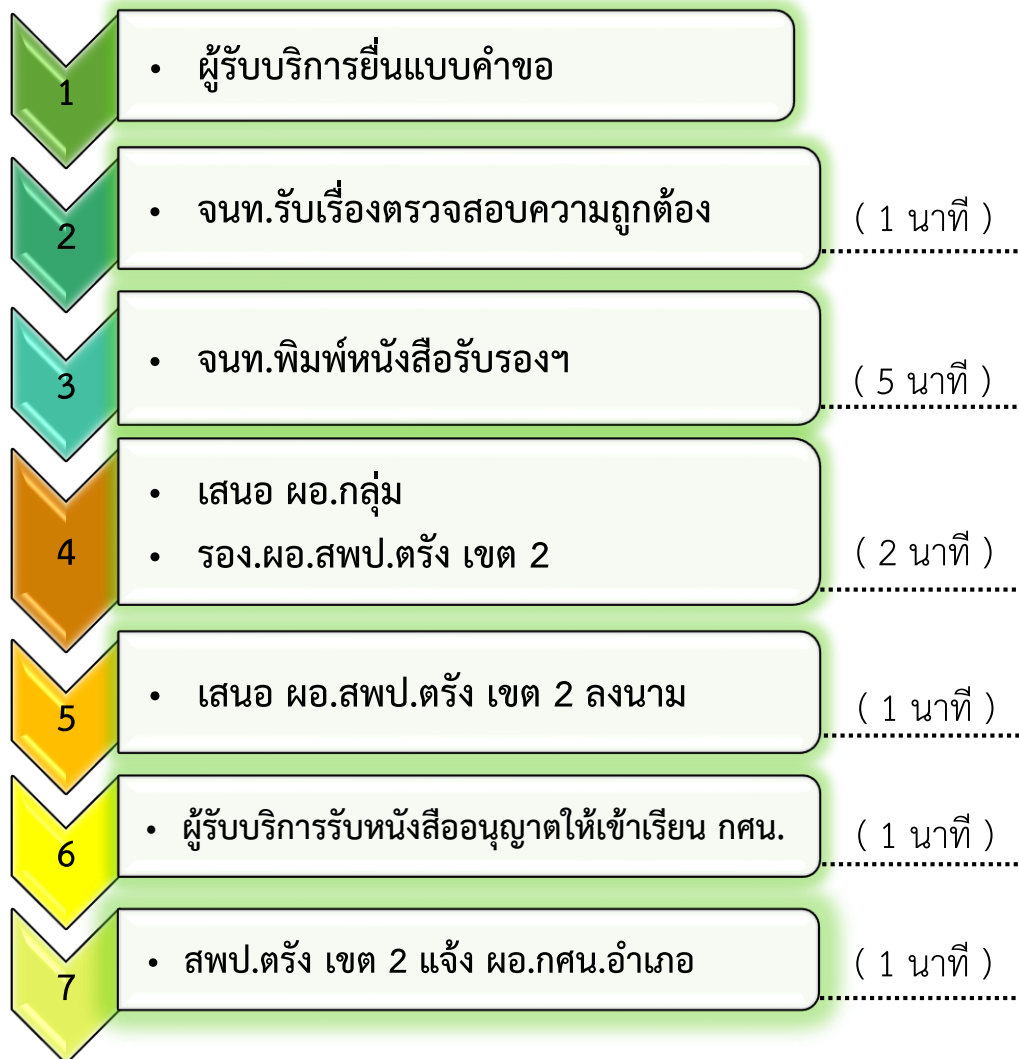 1
• ผู้รับบริการยื่นแบบคำขอ
2
• จนท.รับเรื่องตรวจสอบความถูกต้อง
( 1 นาที )
3
• จนท.พิมพ์หนังสือรับรองฯ
( 5 นาที )
4
• เสนอ ผอ.กลุ่ม
• รอง.ผอ.สพป.ตรัง เขต 2
( 2 นาที )
5
• เสนอ ผอ.สพป.ตรัง เขต 2 ลงนาม
( 1 นาที )
6
• ผู้รับบริการรับหนังสืออนุญาตให้เข้าเรียน กศน.
( 1 นาที )
7
• สพป.ตรัง เขต 2 แจ้ง ผอ.กศน.อำเภอ
( 1 นาที )